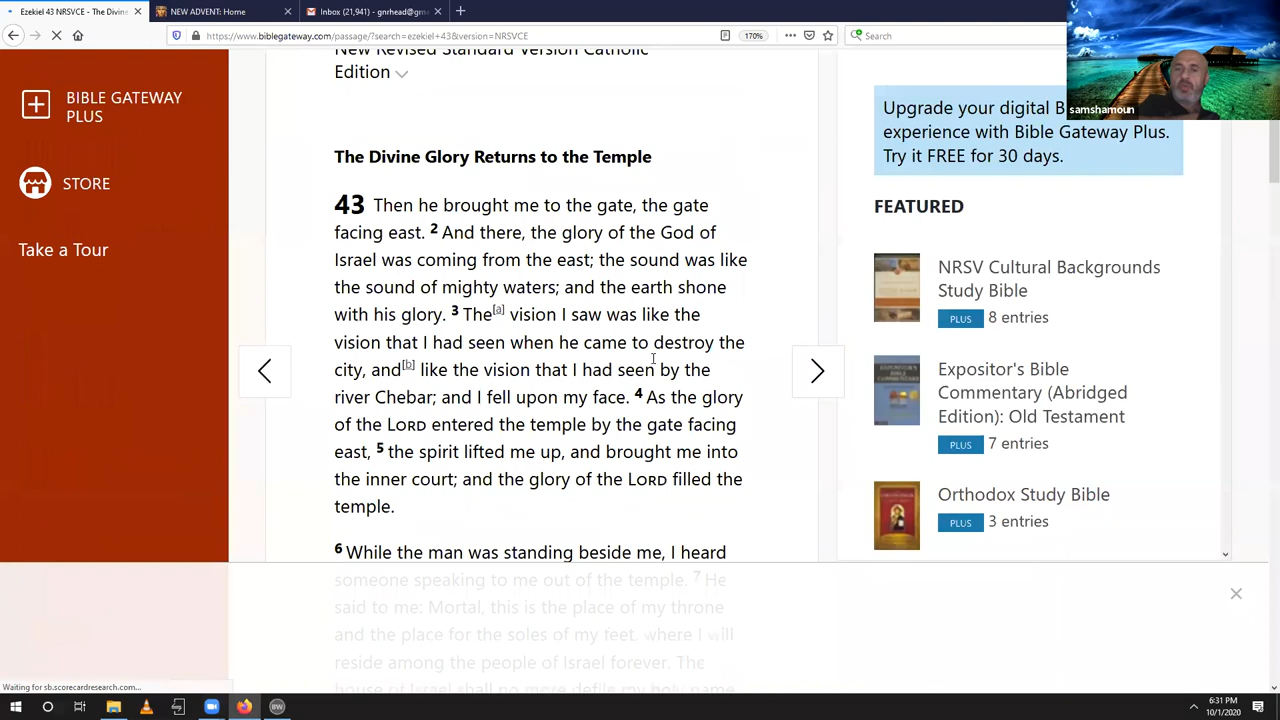 Ezekiel 43 NRSVCE - The Divine
NEW ADVENT: Home
Inbox (21,941) - gnrhead@gm
https://www.biblegateway.com/passage/?search=ezekiel+43&version=NRSVCE
170%
Search
samshamoun
BIBLE GATEWAY
PLUS
STORE
Take a Tour
New Revised Standard Version Catholic
Edition
The Divine Glory Returns to the Temple
43 Then he brought me to the gate, the gate
facing east. 2 And there, the glory of the God of
Israel was coming from the east; the sound was like
the sound of mighty waters; and the earth shone
with his glory. 3 The[a] vision I saw was like the
vision that I had seen when he came to destroy the
city, and[b] like the vision that I had seen by the
river Chebar; and I fell upon my face. 4 As the glory
of the LORD entered the temple by the gate facing
east, 5 the spirit lifted me up, and brought me into
the inner court; and the glory of the LORD filled the
temple.
6 While the man was standing beside me, I heard
someone speaking to me out of the temple. 7 He
said to me: Mortal, this is the place of my throne
and the place for the soles of my feet, where I will
reside among the people of Israel forever. The
house of Israel shall no more defile my holy name
Upgrade your digital B
experience with Bible Gateway Plus.
Try it FREE for 30 days.
FEATURED
NRSV Cultural Backgrounds
Study Bible
PLUS 8 entries
Expositor's Bible
Commentary (Abridged
Edition): Old Testament
PLUS 7 entries
Orthodox Study Bible
PLUS 3 entries
Waiting for sb.scorecardresearch.com...
BW
6:31 PM
10/1/2020